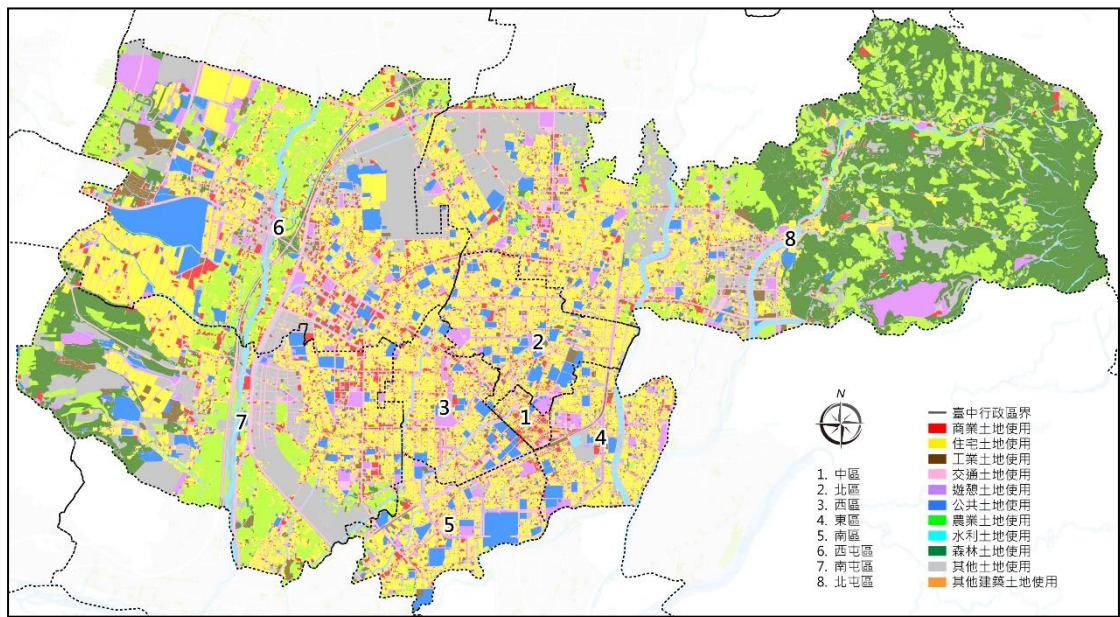 6
8
2
3
1
4
7
5
N
1. 中區
2. 北區
3. 西區
4. 東區
5. 南區
6. 西屯區
7. 南屯區
8. 北屯區
臺中行政區界
商業土地使用
住宅土地使用
工業土地使用
交通土地使用
遊憩土地使用
公共土地使用
農業土地使用
水利土地使用
森林土地使用
其他土地使用
其他建築土地使用